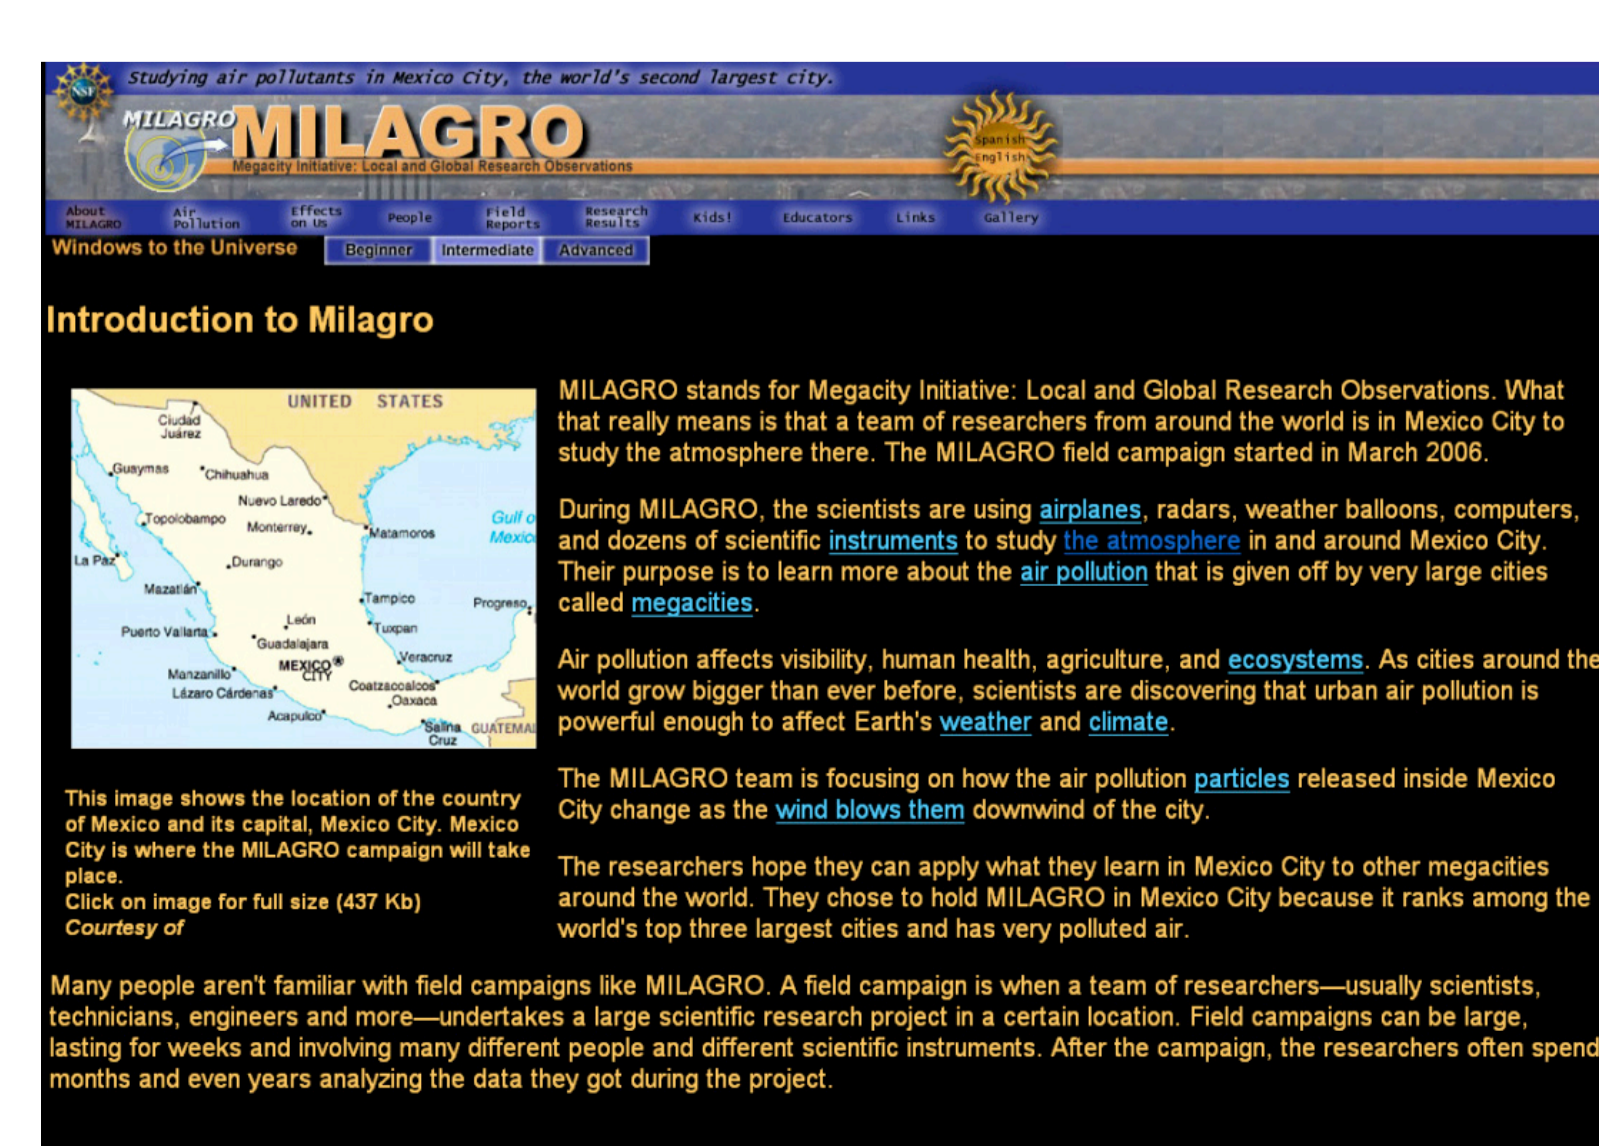 Studying air pollutants in Mexico City, the world's second largest city.
NSF
MILAGRO
MILAGRO
Megacity Initiative: Local and Global Research Observations
Spanish
English
About MILAGRO
Air Pollution
Effects on Us
People
Field Reports
Research Results
Kids!
Educators
Links
Gallery
Windows to the Universe
Beginner
Intermediate
Advanced
Introduction to Milagro
UNITED STATES
Ciudad
Juárez
Guaymas
Chihuahua
Nuevo Laredo
Topolobampo
Monterrey
Matamoros
Gulf o
Mexic
La Paz
Durango
Mazatlán
Tampico
Progreso
León
Tuxpan
Puerto Vallarta
Guadalajara
MEXICO
CITY
Veracruz
Manzanillo
Lázaro Cárdenas
Coatzacoalcos
Oaxaca
Acapulco
Salina
Cruz
GUATEMA
This image shows the location of the country
of Mexico and its capital, Mexico City. Mexico
City is where the MILAGRO campaign will take
place.
Click on image for full size (437 Kb)
Courtesy of
MILAGRO stands for Megacity Initiative: Local and Global Research Observations. What
that really means is that a team of researchers from around the world is in Mexico City to
study the atmosphere there. The MILAGRO field campaign started in March 2006.
During MILAGRO, the scientists are using airplanes, radars, weather balloons, computers,
and dozens of scientific instruments to study the atmosphere in and around Mexico City.
Their purpose is to learn more about the air pollution that is given off by very large cities
called megacities.
Air pollution affects visibility, human health, agriculture, and ecosystems. As cities around the
world grow bigger than ever before, scientists are discovering that urban air pollution is
powerful enough to affect Earth's weather and climate.
The MILAGRO team is focusing on how the air pollution particles released inside Mexico
City change as the wind blows them downwind of the city.
The researchers hope they can apply what they learn in Mexico City to other megacities
around the world. They chose to hold MILAGRO in Mexico City because it ranks among the
world's top three largest cities and has very polluted air.
Many people aren't familiar with field campaigns like MILAGRO. A field campaign is when a team of researchers—usually scientists,
technicians, engineers and more—undertakes a large scientific research project in a certain location. Field campaigns can be large,
lasting for weeks and involving many different people and different scientific instruments. After the campaign, the researchers often spend
months and even years analyzing the data they got during the project.